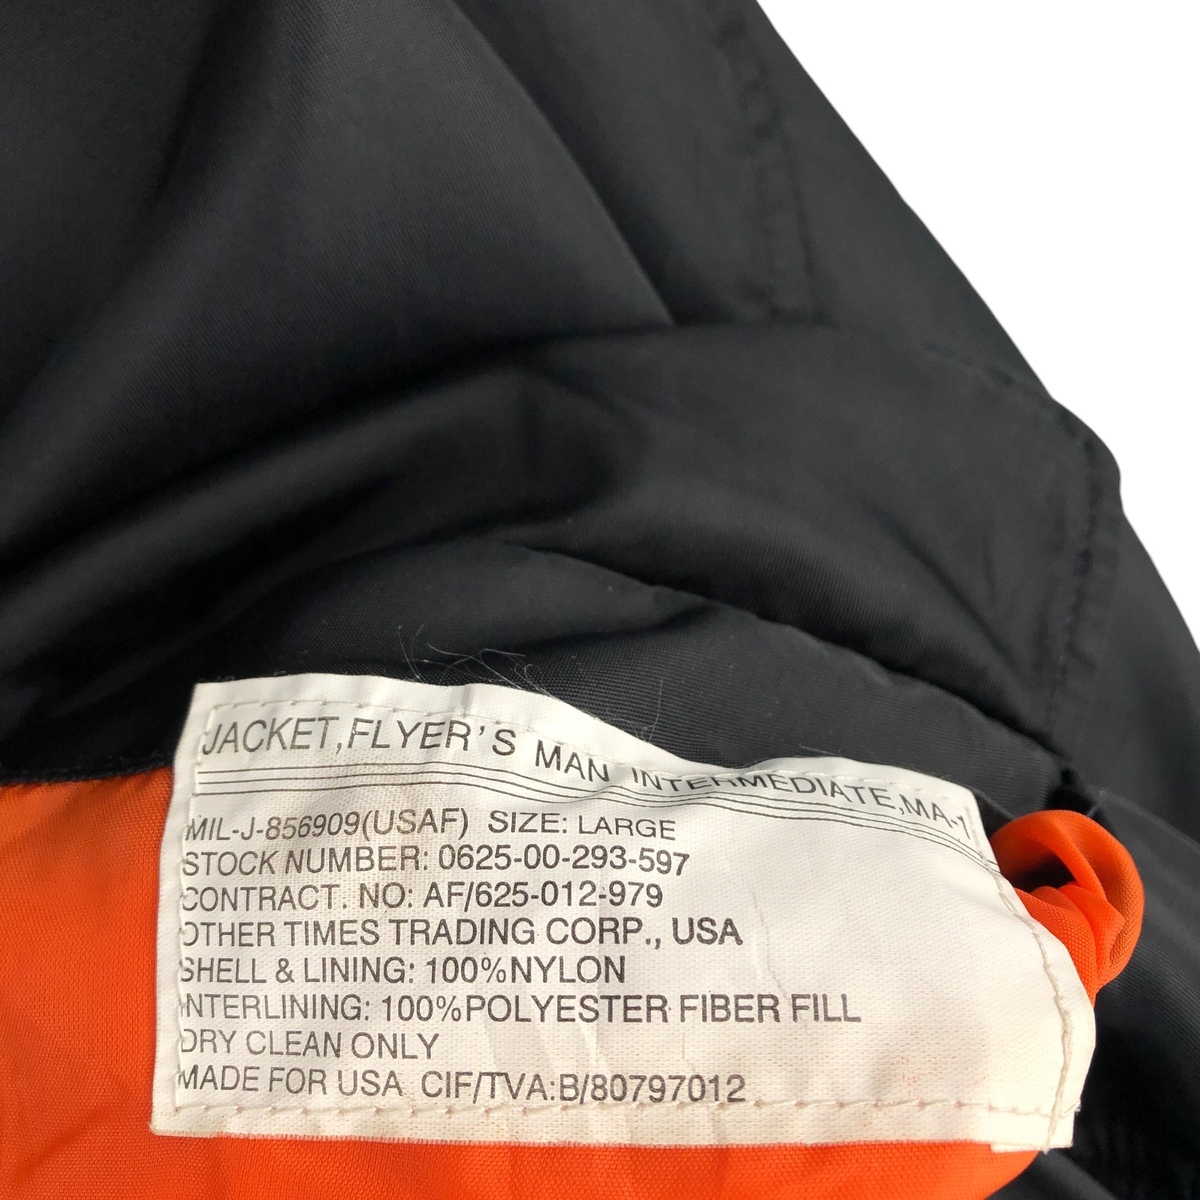 JACKET,FLYER'S MAN INTERMEDIATE,MA-1
MIL-J-856909(USAF) SIZE: LARGE
STOCK NUMBER: 0625-00-293-597
CONTRACT. NO: AF/625-012-979
OTHER TIMES TRADING CORP., USA
SHELL & LINING: 100%NYLON
INTERLINING: 100%POLYESTER FIBER FILL
DRY CLEAN ONLY
MADE FOR USA CIF/TVA:B/80797012